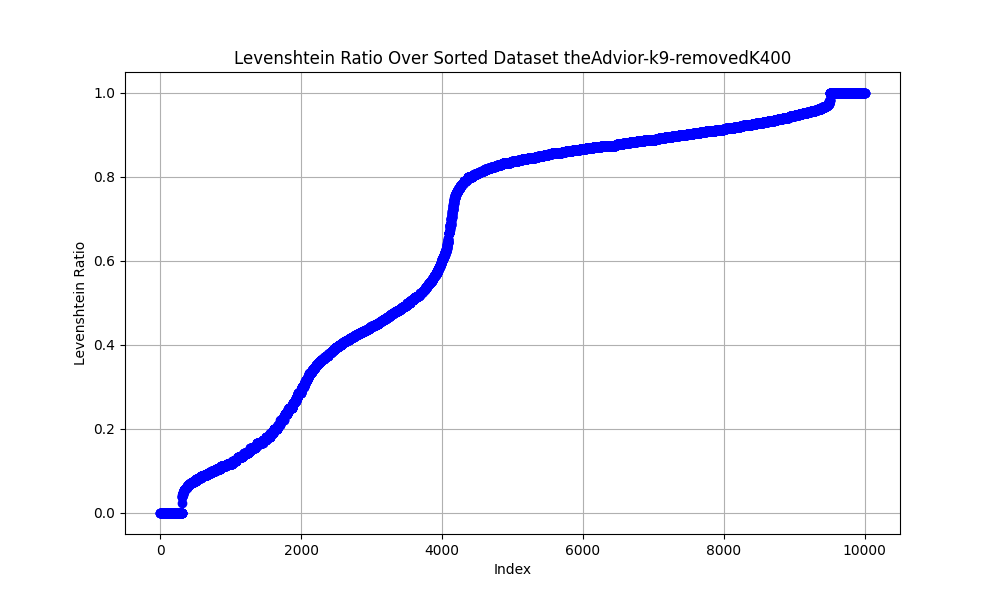 Levenshtein Ratio Over Sorted Dataset theAdvior-k9-removedK400
1.0
0.8
0.6
0.4
0.2
0.0
Levenshtein Ratio
0 2000 4000 6000 8000 10000
Index